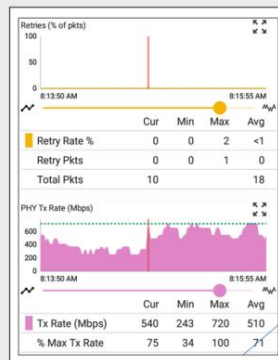 Retries (% of pkts)
100
50
0
8:13:50 AM 8:15:55 AM
Cur Min Max Avg
Retry Rate % 0 0 2 <1
Retry Pkts 0 0 1 0
Total Pkts 10 18
PHY Tx Rate (Mbps)
600
400
200
0
8:13:50 AM 8:15:55 AM
Cur Min Max Avg
Tx Rate (Mbps) 540 243 720 510
% Max Tx Rate 75 34 100 71